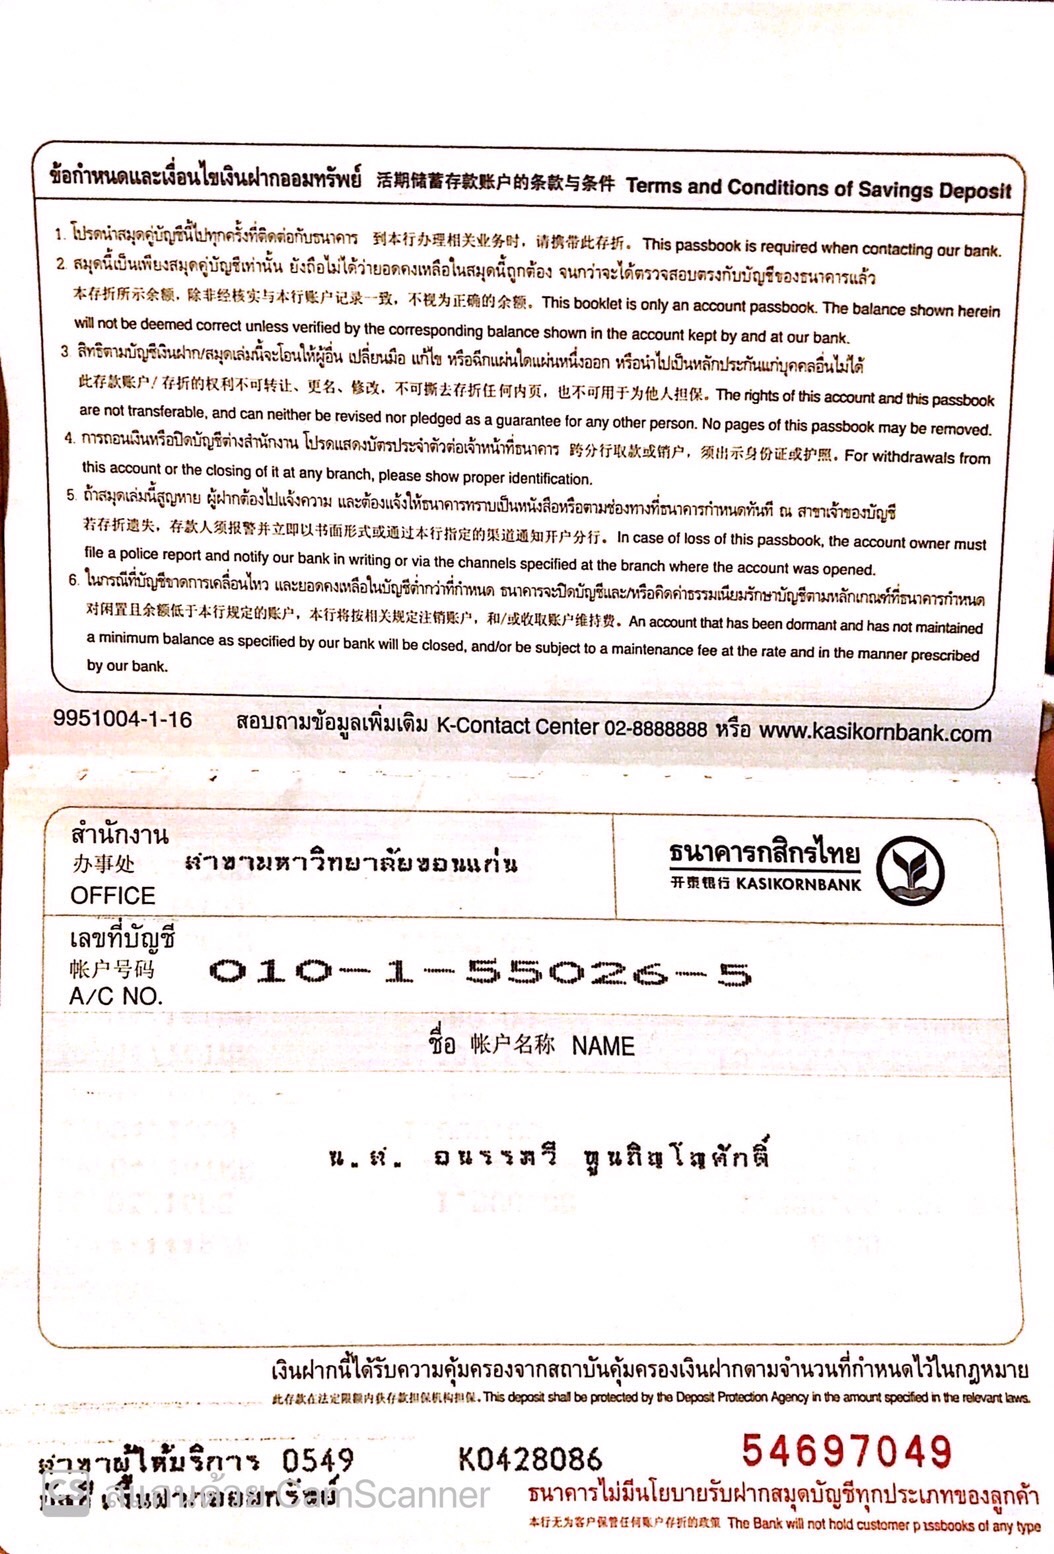 ข้อกำหนดและเงื่อนไขเงินฝากออมทรัพย์ 活期储蓄存款账户的条款与条件 Terms and Conditions of Savings Deposit
1. โปรดนำสมุดคู่บัญชีนี้ไปทุกครั้งที่ติดต่อกับธนาคาร 到本行办理相关业务时，请携带此存折。This passbook is required when contacting our bank.
2. สมุดนี้เป็นเพียงสมุดคู่บัญชีเท่านั้น ยังถือไม่ได้ว่ายอดคงเหลือในสมุดนี้ถูกต้อง จนกว่าจะได้ตรวจสอบตรงกับบัญชีของธนาคารแล้ว
本存折所示余额，除非经核实与本行账户记录一致，不视为正确的余额。This booklet is only an account passbook. The balance shown herein
will not be deemed correct unless verified by the corresponding balance shown in the account kept by and at our bank.
3. สิทธิตามบัญชีเงินฝาก/สมุดเล่มนี้จะโอนให้ผู้อื่น เปลี่ยนมือ แก้ไข หรือฉีกแผ่นใดแผ่นหนึ่งออก หรือนำไปเป็นหลักประกันแก่บุคคลอื่นไม่ได้
此存款账户/存折的权利不可转让、更名、修改，不可撕去存折任何内页，也不可用于为他人担保。The rights of this account and this passbook
are not transferable, and can neither be revised nor pledged as a guarantee for any other person. No pages of this passbook may be removed.
4. การถอนเงินหรือปิดบัญชีต่างสำนักงาน โปรดแสดงบัตรประจำตัวต่อเจ้าหน้าที่ธนาคาร 跨分行取款或销户，须出示身份证或护照。For withdrawals from
this account or the closing of it at any branch, please show proper identification.
5. ถ้าสมุดเล่มนี้สูญหาย ผู้ฝากต้องไปแจ้งความ และต้องแจ้งให้ธนาคารทราบเป็นหนังสือหรือตามช่องทางที่ธนาคารกำหนดทันที ณ สาขาเจ้าของบัญชี
若存折遗失，存款人须报警并立即以书面形式或通过本行指定的渠道通知开户分行。In case of loss of this passbook, the account owner must
file a police report and notify our bank in writing or via the channels specified at the branch where the account was opened.
6. ในกรณีที่บัญชีขาดการเคลื่อนไหว และยอดคงเหลือในบัญชีต่ำกว่าที่กำหนด ธนาคารจะปิดบัญชีและ/หรือคิดค่าธรรมเนียมรักษาบัญชีตามหลักเกณฑ์ที่ธนาคารกำหนด
对闲置且余额低于本行规定的账户，本行将按相关规定注销账户，和/或收取账户维持费。An account that has been dormant and has not maintained
a minimum balance as specified by our bank will be closed, and/or be subject to a maintenance fee at the rate and in the manner prescribed
by our bank.
9951004-1-16 สอบถามข้อมูลเพิ่มเติม K-Contact Center 02-8888888 หรือ www.kasikornbank.com
สำนักงาน
办事处 สาขามหาวิทยาลัยขอนแก่น
OFFICE
ธนาคารกสิกรไทย
开泰银行 KASIKORNBANK
เลขที่บัญชี
帐户号码 010-1-55026-5
A/C NO.
ชื่อ 帐户名称 NAME
น.ส. อนรรฆวี ทูนภิญโญศักดิ์
เงินฝากนี้ได้รับความคุ้มครองจากสถาบันคุ้มครองเงินฝากตามจำนวนที่กำหนดไว้ในกฎหมาย
此存款在法定限额内获存款担保机构担保。This deposit shall be protected by the Deposit Protection Agency in the amount specified in the relevant laws.
สาขาผู้ให้บริการ 0549 K0428086 54697049
บัญชีเงินฝากออมทรัพย์
CS สแกนด้วย CamScanner
ธนาคารไม่มีนโยบายรับฝากสมุดบัญชีทุกประเภทของลูกค้า
本行无为客户保管任何账户存折的政策 The Bank will not hold customer passbooks of any type